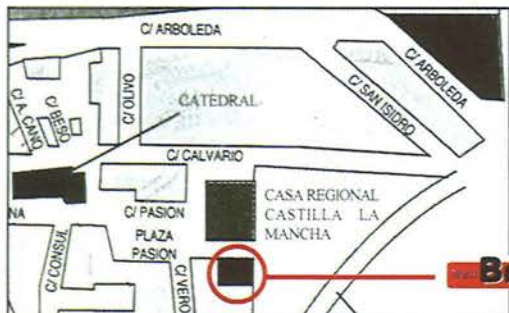 C/ ARBOLEDA
C/ ARBOLEDA
C/ OLIVO
C/ SAN ISIDRO
C/ A. CANO
C/ BESO
CATEDRAL
C/ CALVARIO
CASA REGIONAL
CASTILLA LA
MANCHA
C/ PASION
NA
PLAZA
PASION
C/ CONSUL
C/ VERO